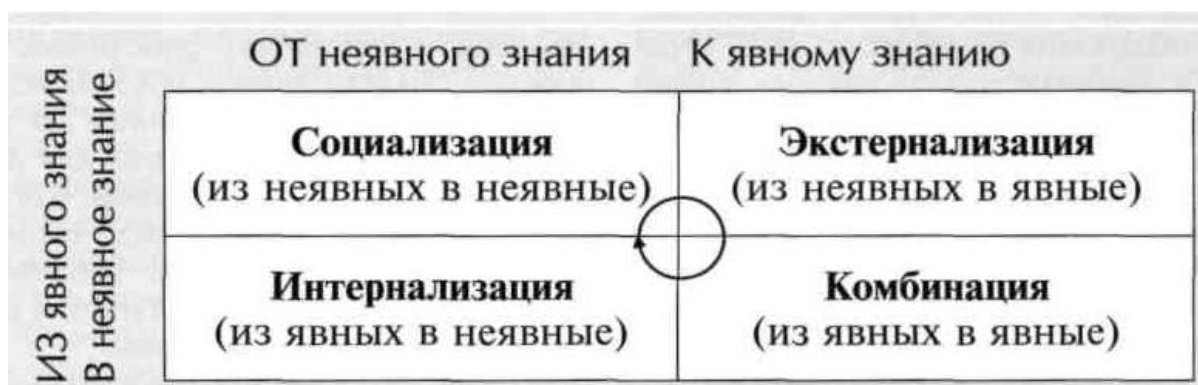 ОТ неявного знания К явному знанию
ИЗ явного знания
В неявное знание
Социализация
(из неявных в неявные)
Экстернализация
(из неявных в явные)
Интернализация
(из явных в неявные)
Комбинация
(из явных в явные)